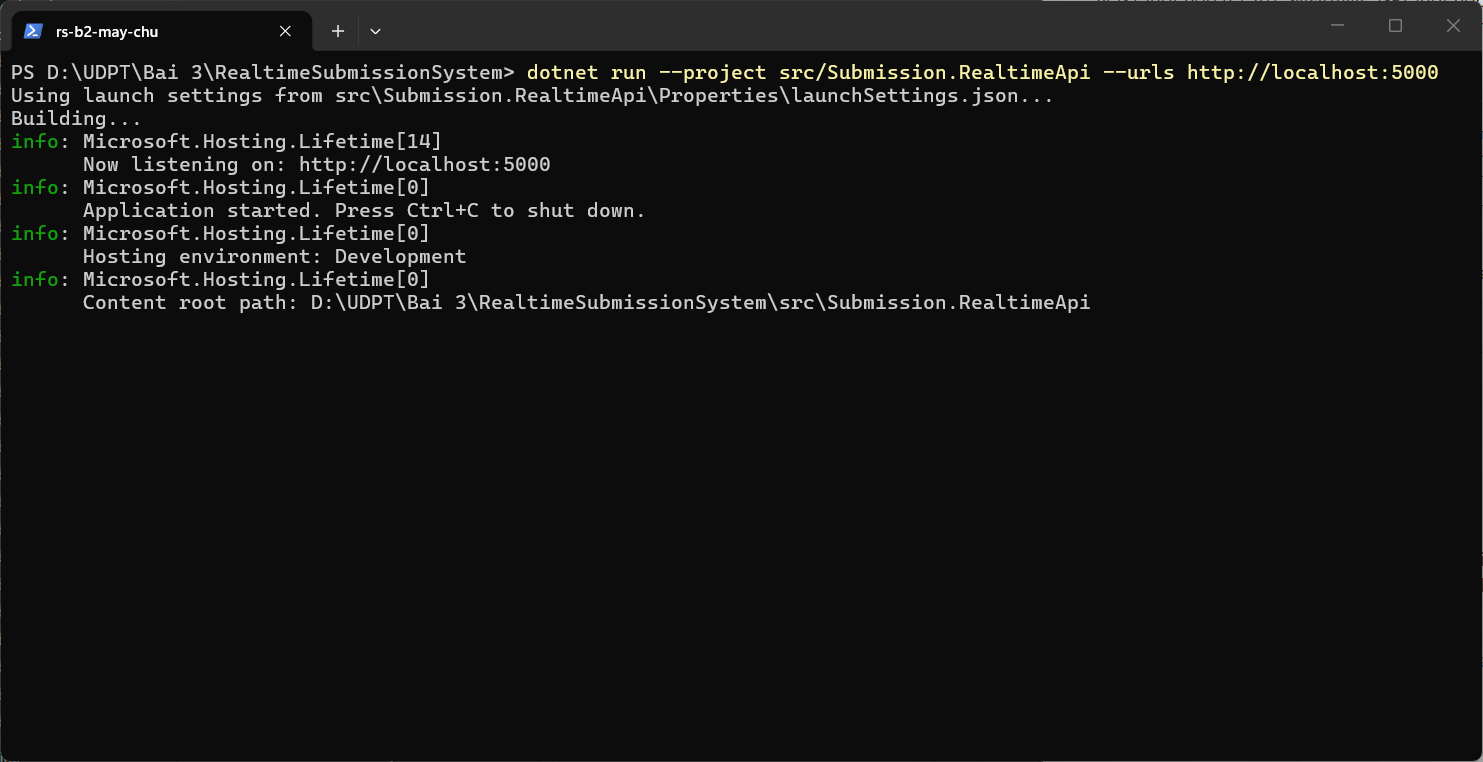 rs-b2-may-chu
PS D:\UDPT\Bai 3\RealtimeSubmissionSystem> dotnet run --project src/Submission.RealtimeApi --urls http://localhost:5000
Using launch settings from src\Submission.RealtimeApi\Properties\launchSettings.json...
Building...
info: Microsoft.Hosting.Lifetime[14]
      Now listening on: http://localhost:5000
info: Microsoft.Hosting.Lifetime[0]
      Application started. Press Ctrl+C to shut down.
info: Microsoft.Hosting.Lifetime[0]
      Hosting environment: Development
info: Microsoft.Hosting.Lifetime[0]
      Content root path: D:\UDPT\Bai 3\RealtimeSubmissionSystem\src\Submission.RealtimeApi